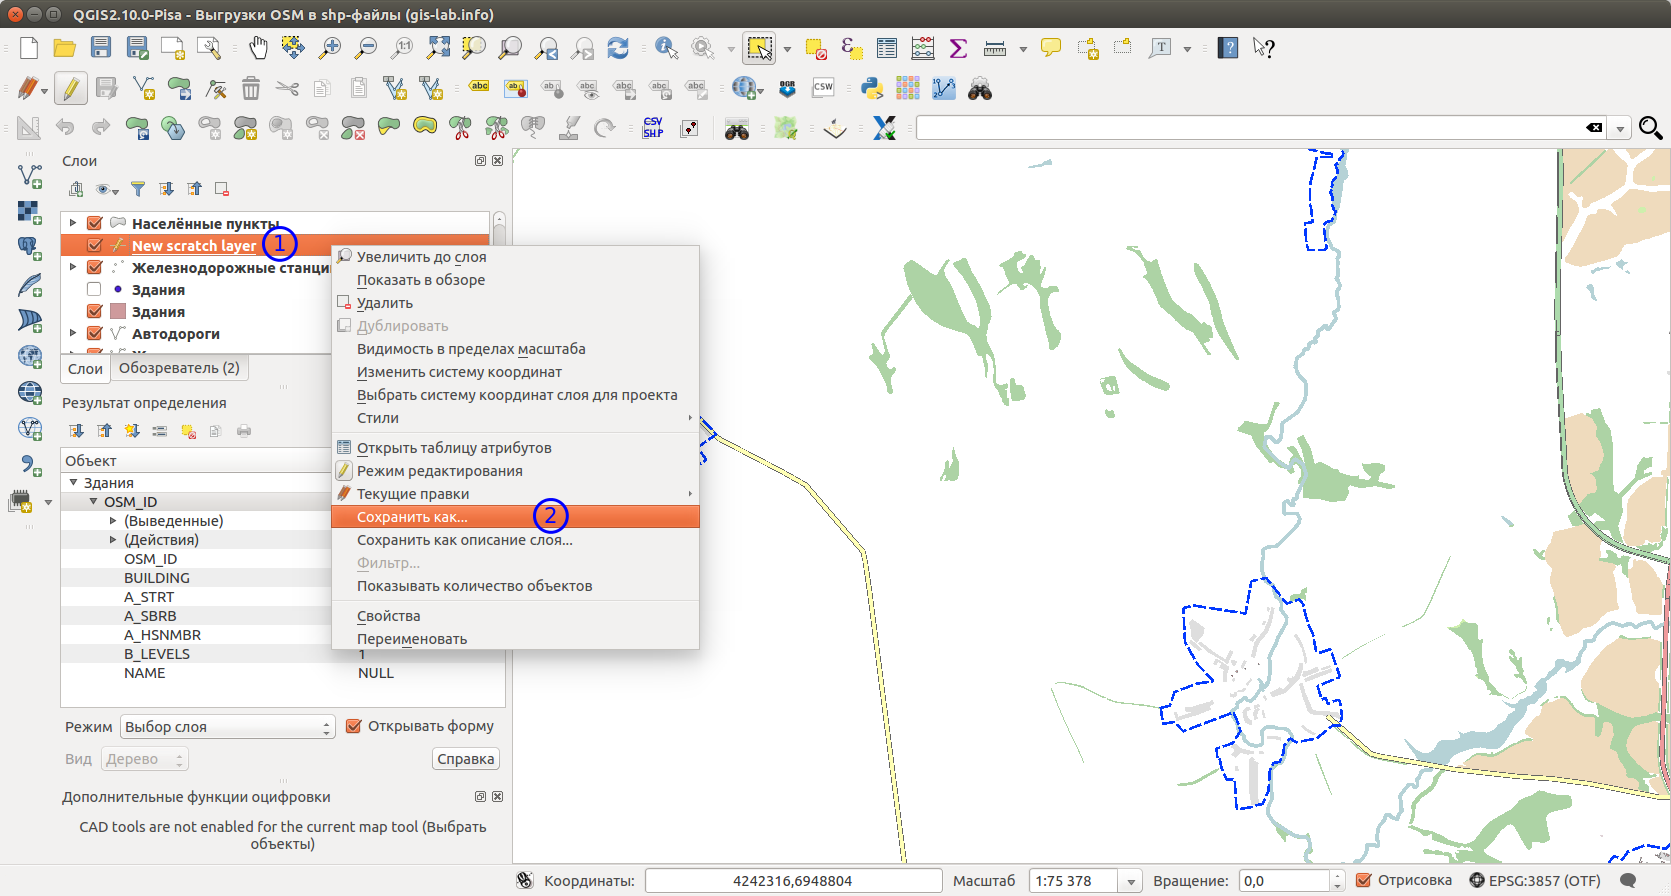 QGIS2.10.0-Pisa - Выгрузки OSM в shp-файлы (gis-lab.info)
Слои
Населённые пункты
New scratch layer
1
Железнодорожные станции
Здания
Здания
Автодороги
Слои
Обозреватель (2)
Увеличить до слоя
Показать в обзоре
Удалить
Дублировать
Видимость в пределах масштаба
Изменить систему координат
Выбрать систему координат слоя для проекта
Стили
Открыть таблицу атрибутов
Режим редактирования
Текущие правки
Сохранить как...
2
Сохранить как описание слоя...
Фильтр...
Показывать количество объектов
Свойства
Переименовать
Результат определения
Объект
Здания
OSM_ID
(Выведенные)
(Действия)
OSM_ID
BUILDING
A_STRT
A_SBRB
A_HSNMBR
B_LEVELS 1
NAME NULL
Режим Выбор слоя Открывать форму
Вид Дерево Справка
Дополнительные функции оцифровки
CAD tools are not enabled for the current map tool (Выбрать
объекты)
Координаты: 4242316,6948804 Масштаб 1:75 378 Вращение: 0,0 Отрисовка EPSG:3857 (OTF)